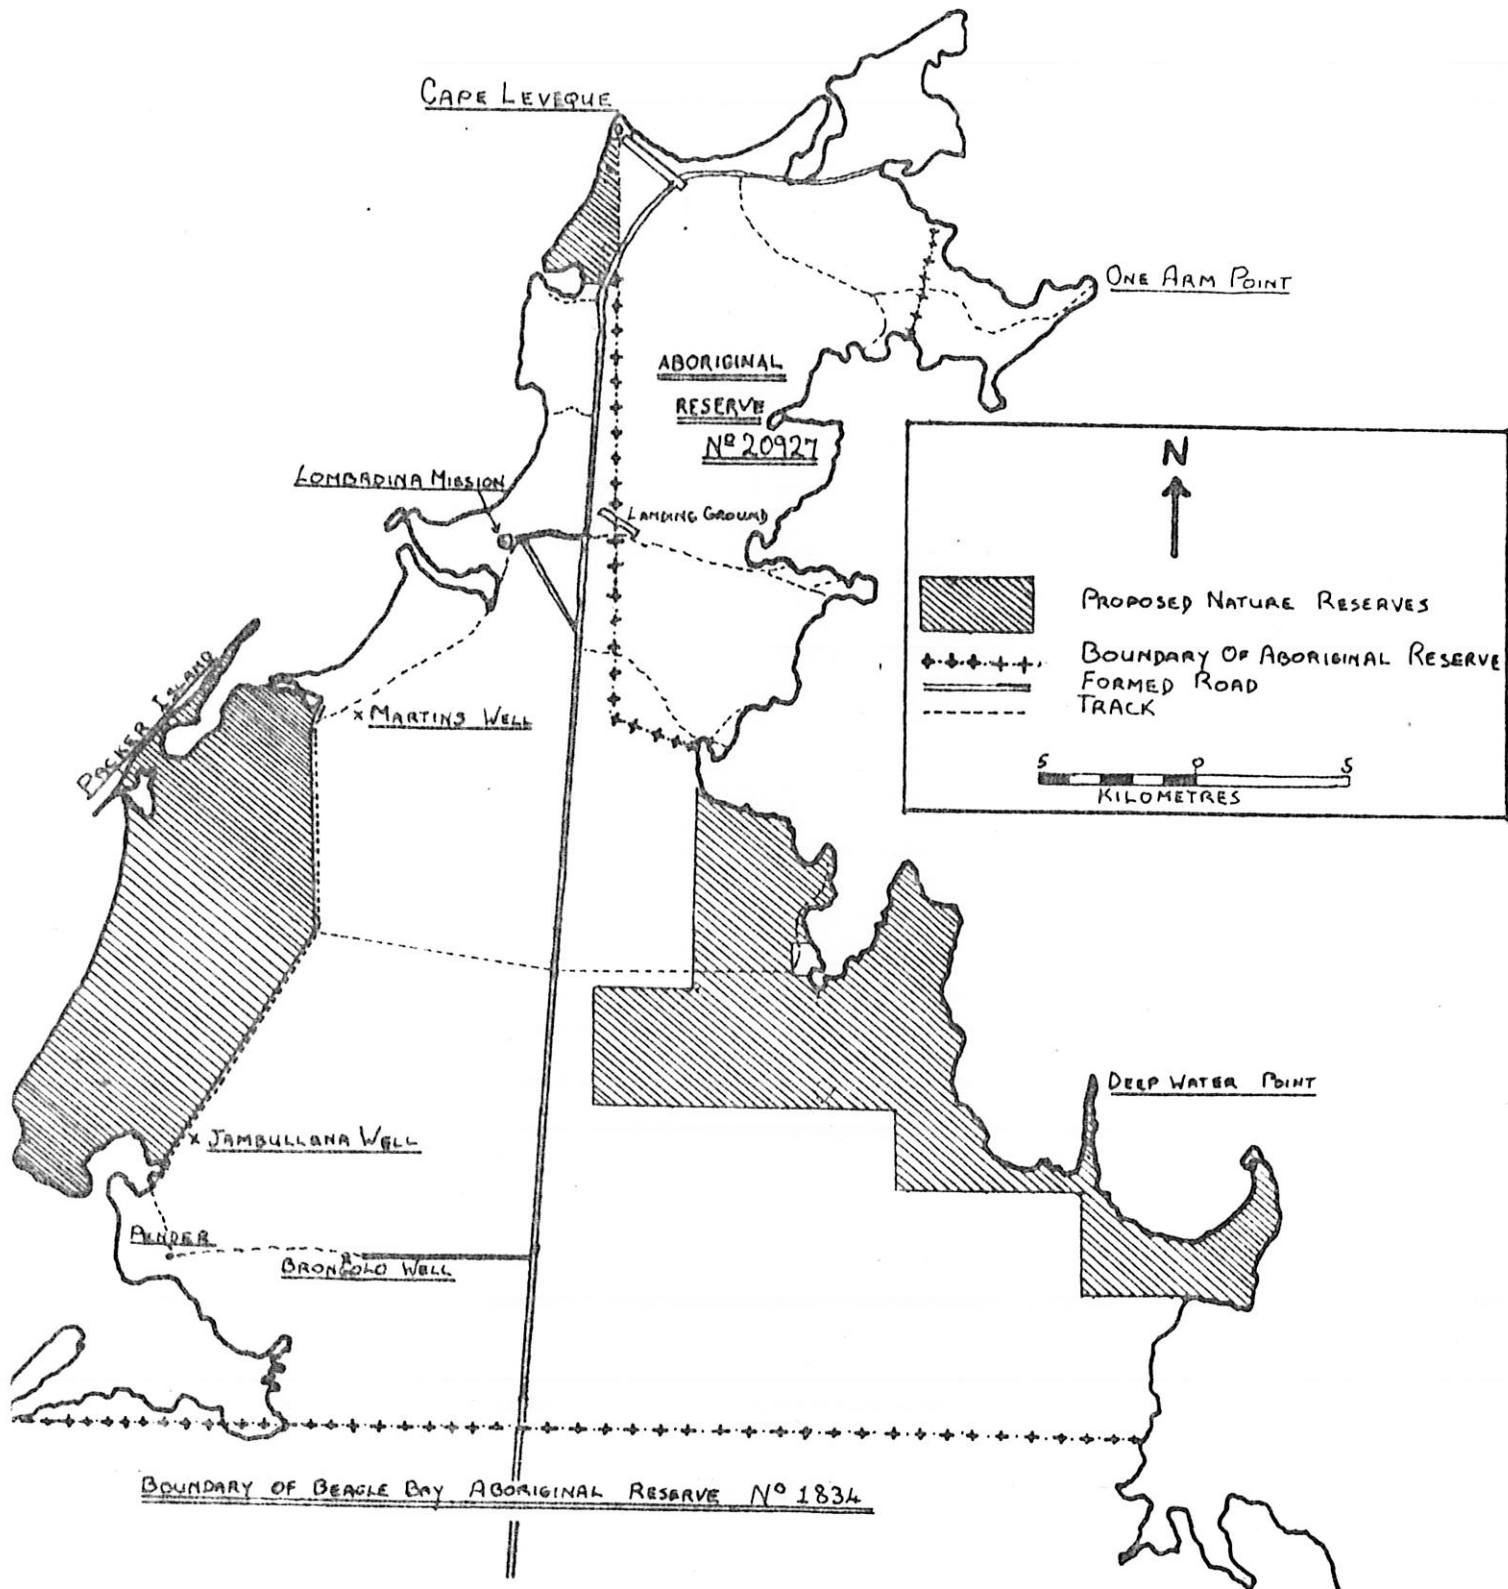 CAPE LEVEQUE
ONE ARM POINT
ABORIGINAL
RESERVE
Nº 20927
LOMBADINA MISSION
LANDING GROUND
N
PROPOSED NATURE RESERVES
BOUNDARY OF ABORIGINAL RESERVE
FORMED ROAD
TRACK
5 0 5
KILOMETRES
PACKER ISLAND
x MARTINS WELL
DEEP WATER POINT
x JAMBULLANA WELL
BRONGOLO WELL
BOUNDARY OF BEAGLE BAY ABORIGINAL RESERVE Nº 1834